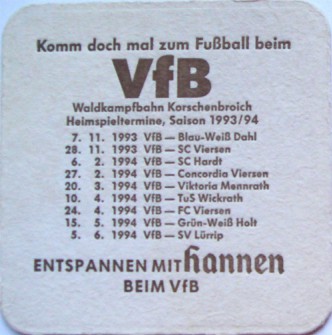 Komm doch mal zum Fußball beim
VfB
Waldkampfbahn Korschenbroich
Heimspieltermine, Saison 1993/94
7. 11. 1993 VfB — Blau-Weiß Dahl
28. 11. 1993 VfB — SC Viersen
6. 2. 1994 VfB — SC Hardt
27. 2. 1994 VfB — Concordia Viersen
20. 3. 1994 VfB — Viktoria Mennrath
10. 4. 1994 VfB — TuS Wickrath
24. 4. 1994 VfB — FC Viersen
15. 5. 1994 VfB — Grün-Weiß Holt
5. 6. 1994 VfB — SV Lürrip
ENTSPANNEN MIT hannen
BEIM VfB